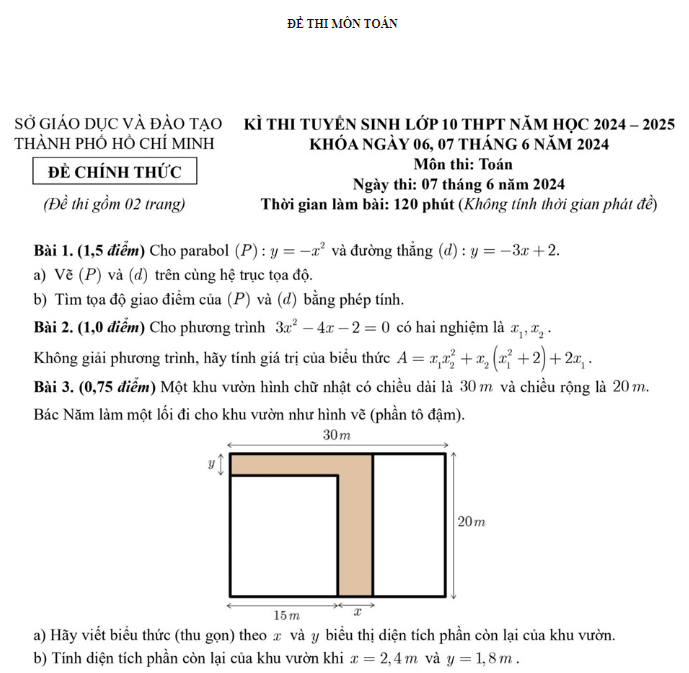 ĐỀ THI MÔN TOÁN
SỞ GIÁO DỤC VÀ ĐÀO TẠO
THÀNH PHỐ HỒ CHÍ MINH
ĐỀ CHÍNH THỨC
(Đề thi gồm 02 trang)
KÌ THI TUYỂN SINH LỚP 10 THPT NĂM HỌC 2024 – 2025
KHÓA NGÀY 06, 07 THÁNG 6 NĂM 2024
Môn thi: Toán
Ngày thi: 07 tháng 6 năm 2024
Thời gian làm bài: 120 phút (Không tính thời gian phát đề)
Bài 1. (1,5 điểm) Cho parabol (P) : y = −x² và đường thẳng (d) : y = −3x + 2.
a) Vẽ (P) và (d) trên cùng hệ trục tọa độ.
b) Tìm tọa độ giao điểm của (P) và (d) bằng phép tính.
Bài 2. (1,0 điểm) Cho phương trình 3x² − 4x − 2 = 0 có hai nghiệm là x₁, x₂ .
Không giải phương trình, hãy tính giá trị của biểu thức A = x₁x₂² + x₂(x₁² + 2) + 2x₁ .
Bài 3. (0,75 điểm) Một khu vườn hình chữ nhật có chiều dài là 30 m và chiều rộng là 20 m.
Bác Năm làm một lối đi cho khu vườn như hình vẽ (phần tô đậm).
30 m
y
20 m
15 m
x
a) Hãy viết biểu thức (thu gọn) theo x và y biểu thị diện tích phần còn lại của khu vườn.
b) Tính diện tích phần còn lại của khu vườn khi x = 2,4 m và y = 1,8 m .